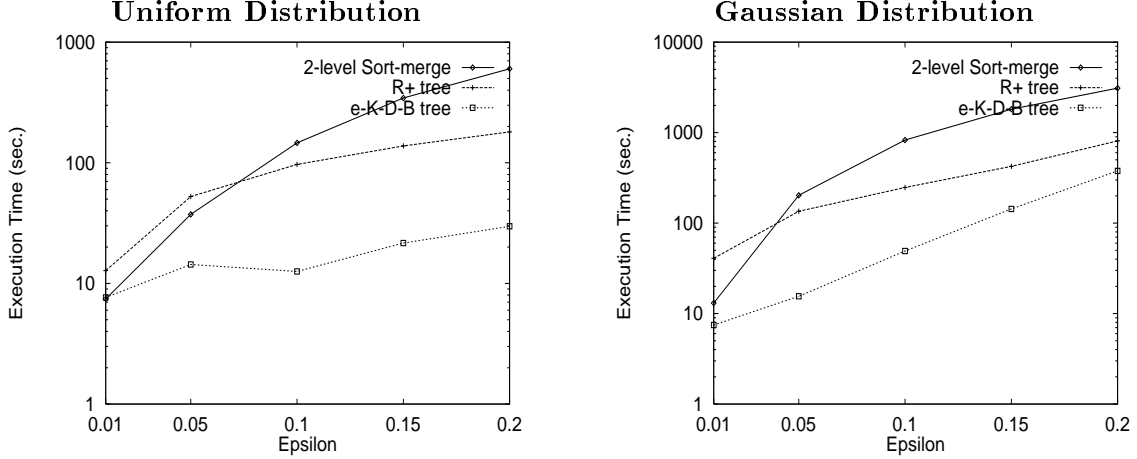 Uniform Distribution
1000
100
10
1
Execution Time (sec.)
2-level Sort-merge
R+ tree
e-K-D-B tree
0.01 0.05 0.1 0.15 0.2
Epsilon
Gaussian Distribution
10000
1000
100
10
1
Execution Time (sec.)
2-level Sort-merge
R+ tree
e-K-D-B tree
0.01 0.05 0.1 0.15 0.2
Epsilon